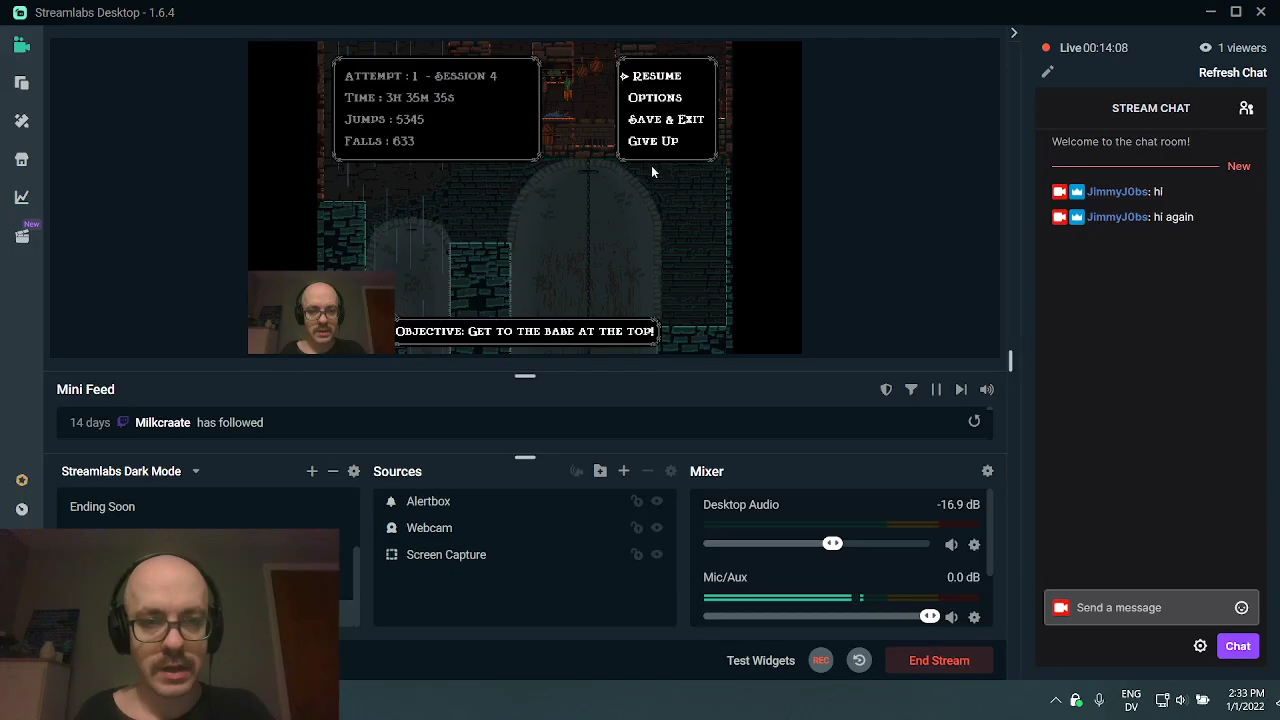 Streamlabs Desktop - 1.6.4
ATTEMPT : 1 - SESSION 4
TIME : 3H 35M 35S
JUMPS : 5345
FALLS : 633
RESUME
OPTIONS
SAVE & EXIT
GIVE UP
OBJECTIVE: GET TO THE BABE AT THE TOP!
Live 00:14:08
1 viewers
Refresh Chat
STREAM CHAT
Welcome to the chat room!
New
JimmyJ0bs: hi
JimmyJ0bs: hi again
New
Mini Feed
14 days Milkcraate has followed
Streamlabs Dark Mode
Ending Soon
Sources
Alertbox
Webcam
Screen Capture
Mixer
Desktop Audio -16.9 dB
Mic/Aux 0.0 dB
Send a message
Chat
Test Widgets
REC
End Stream
ENG
DV
2:33 PM
1/7/2022